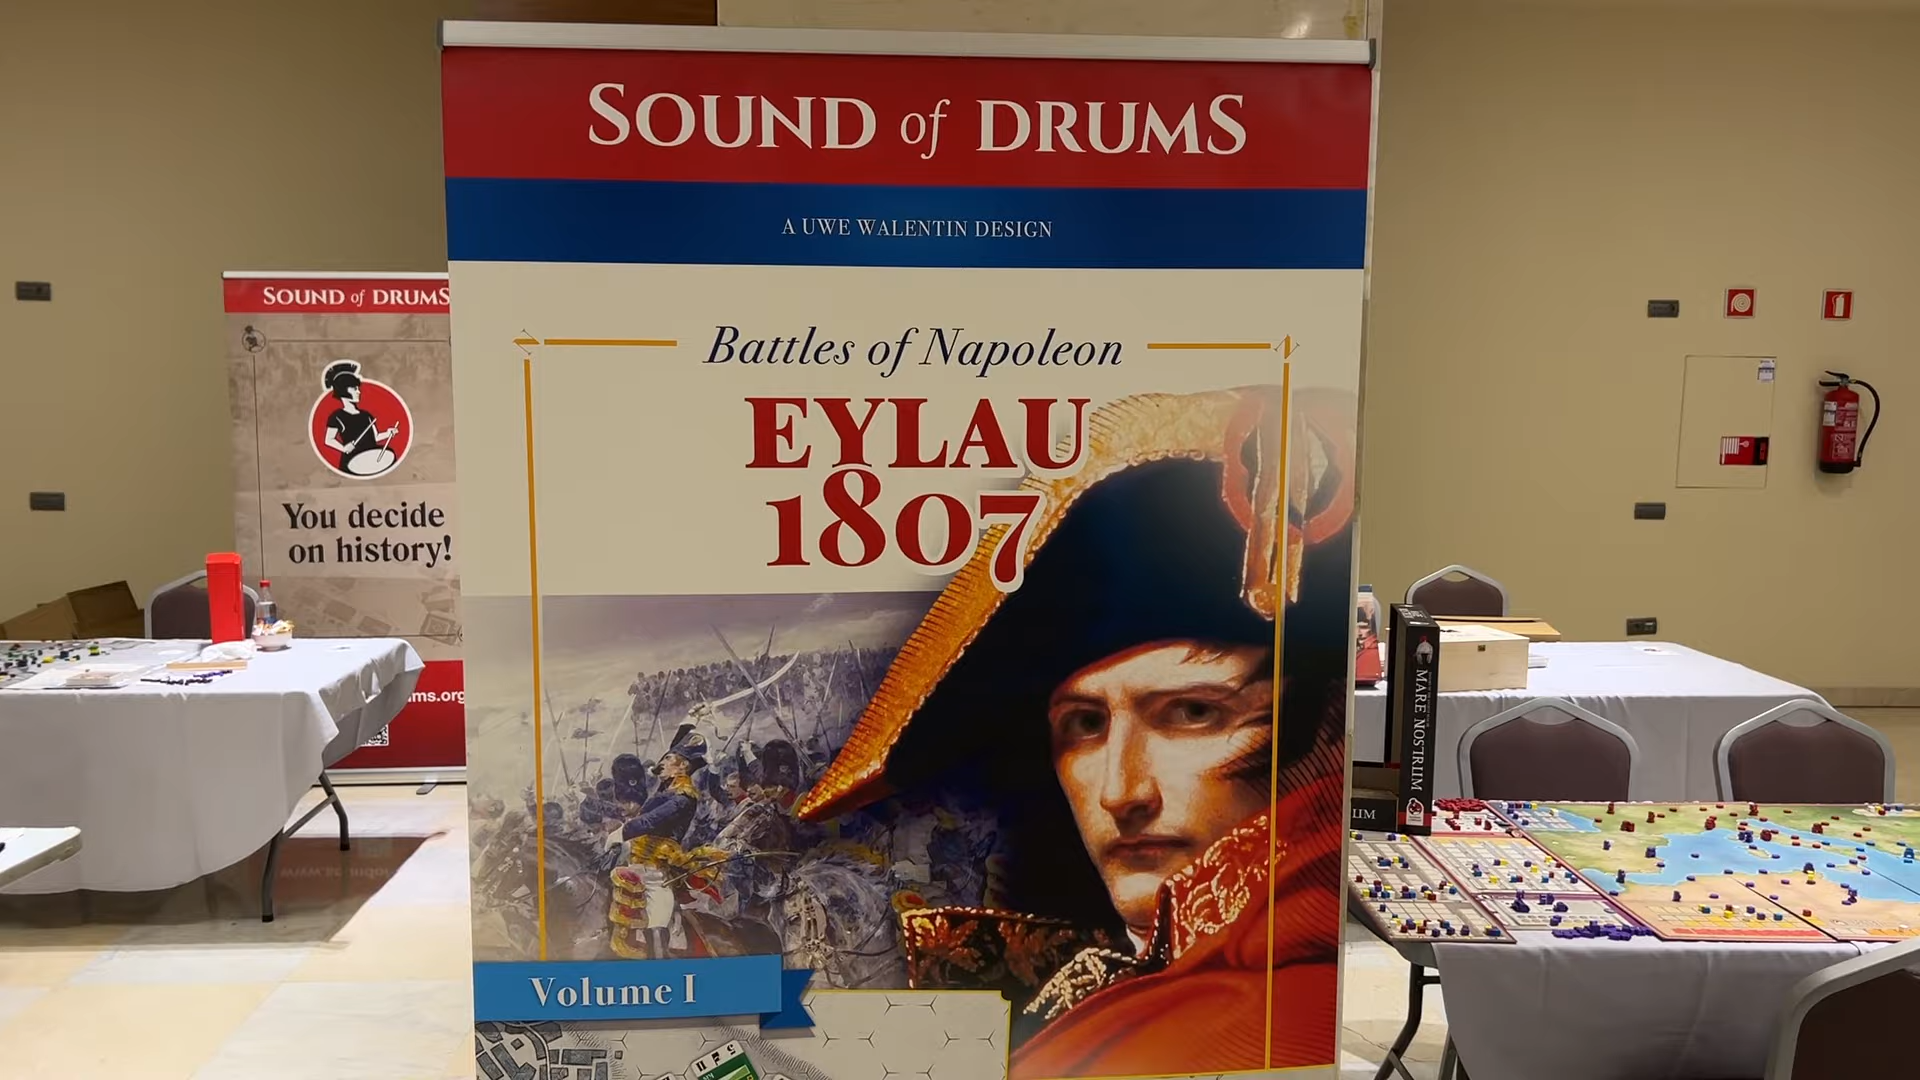 SOUND of DRUMS
A UWE WALENTIN DESIGN
Battles of Napoleon
EYLAU
1807
Volume I
SOUND of DRUMS
You decide
on history!
ms.org
MARE NOSTRUM